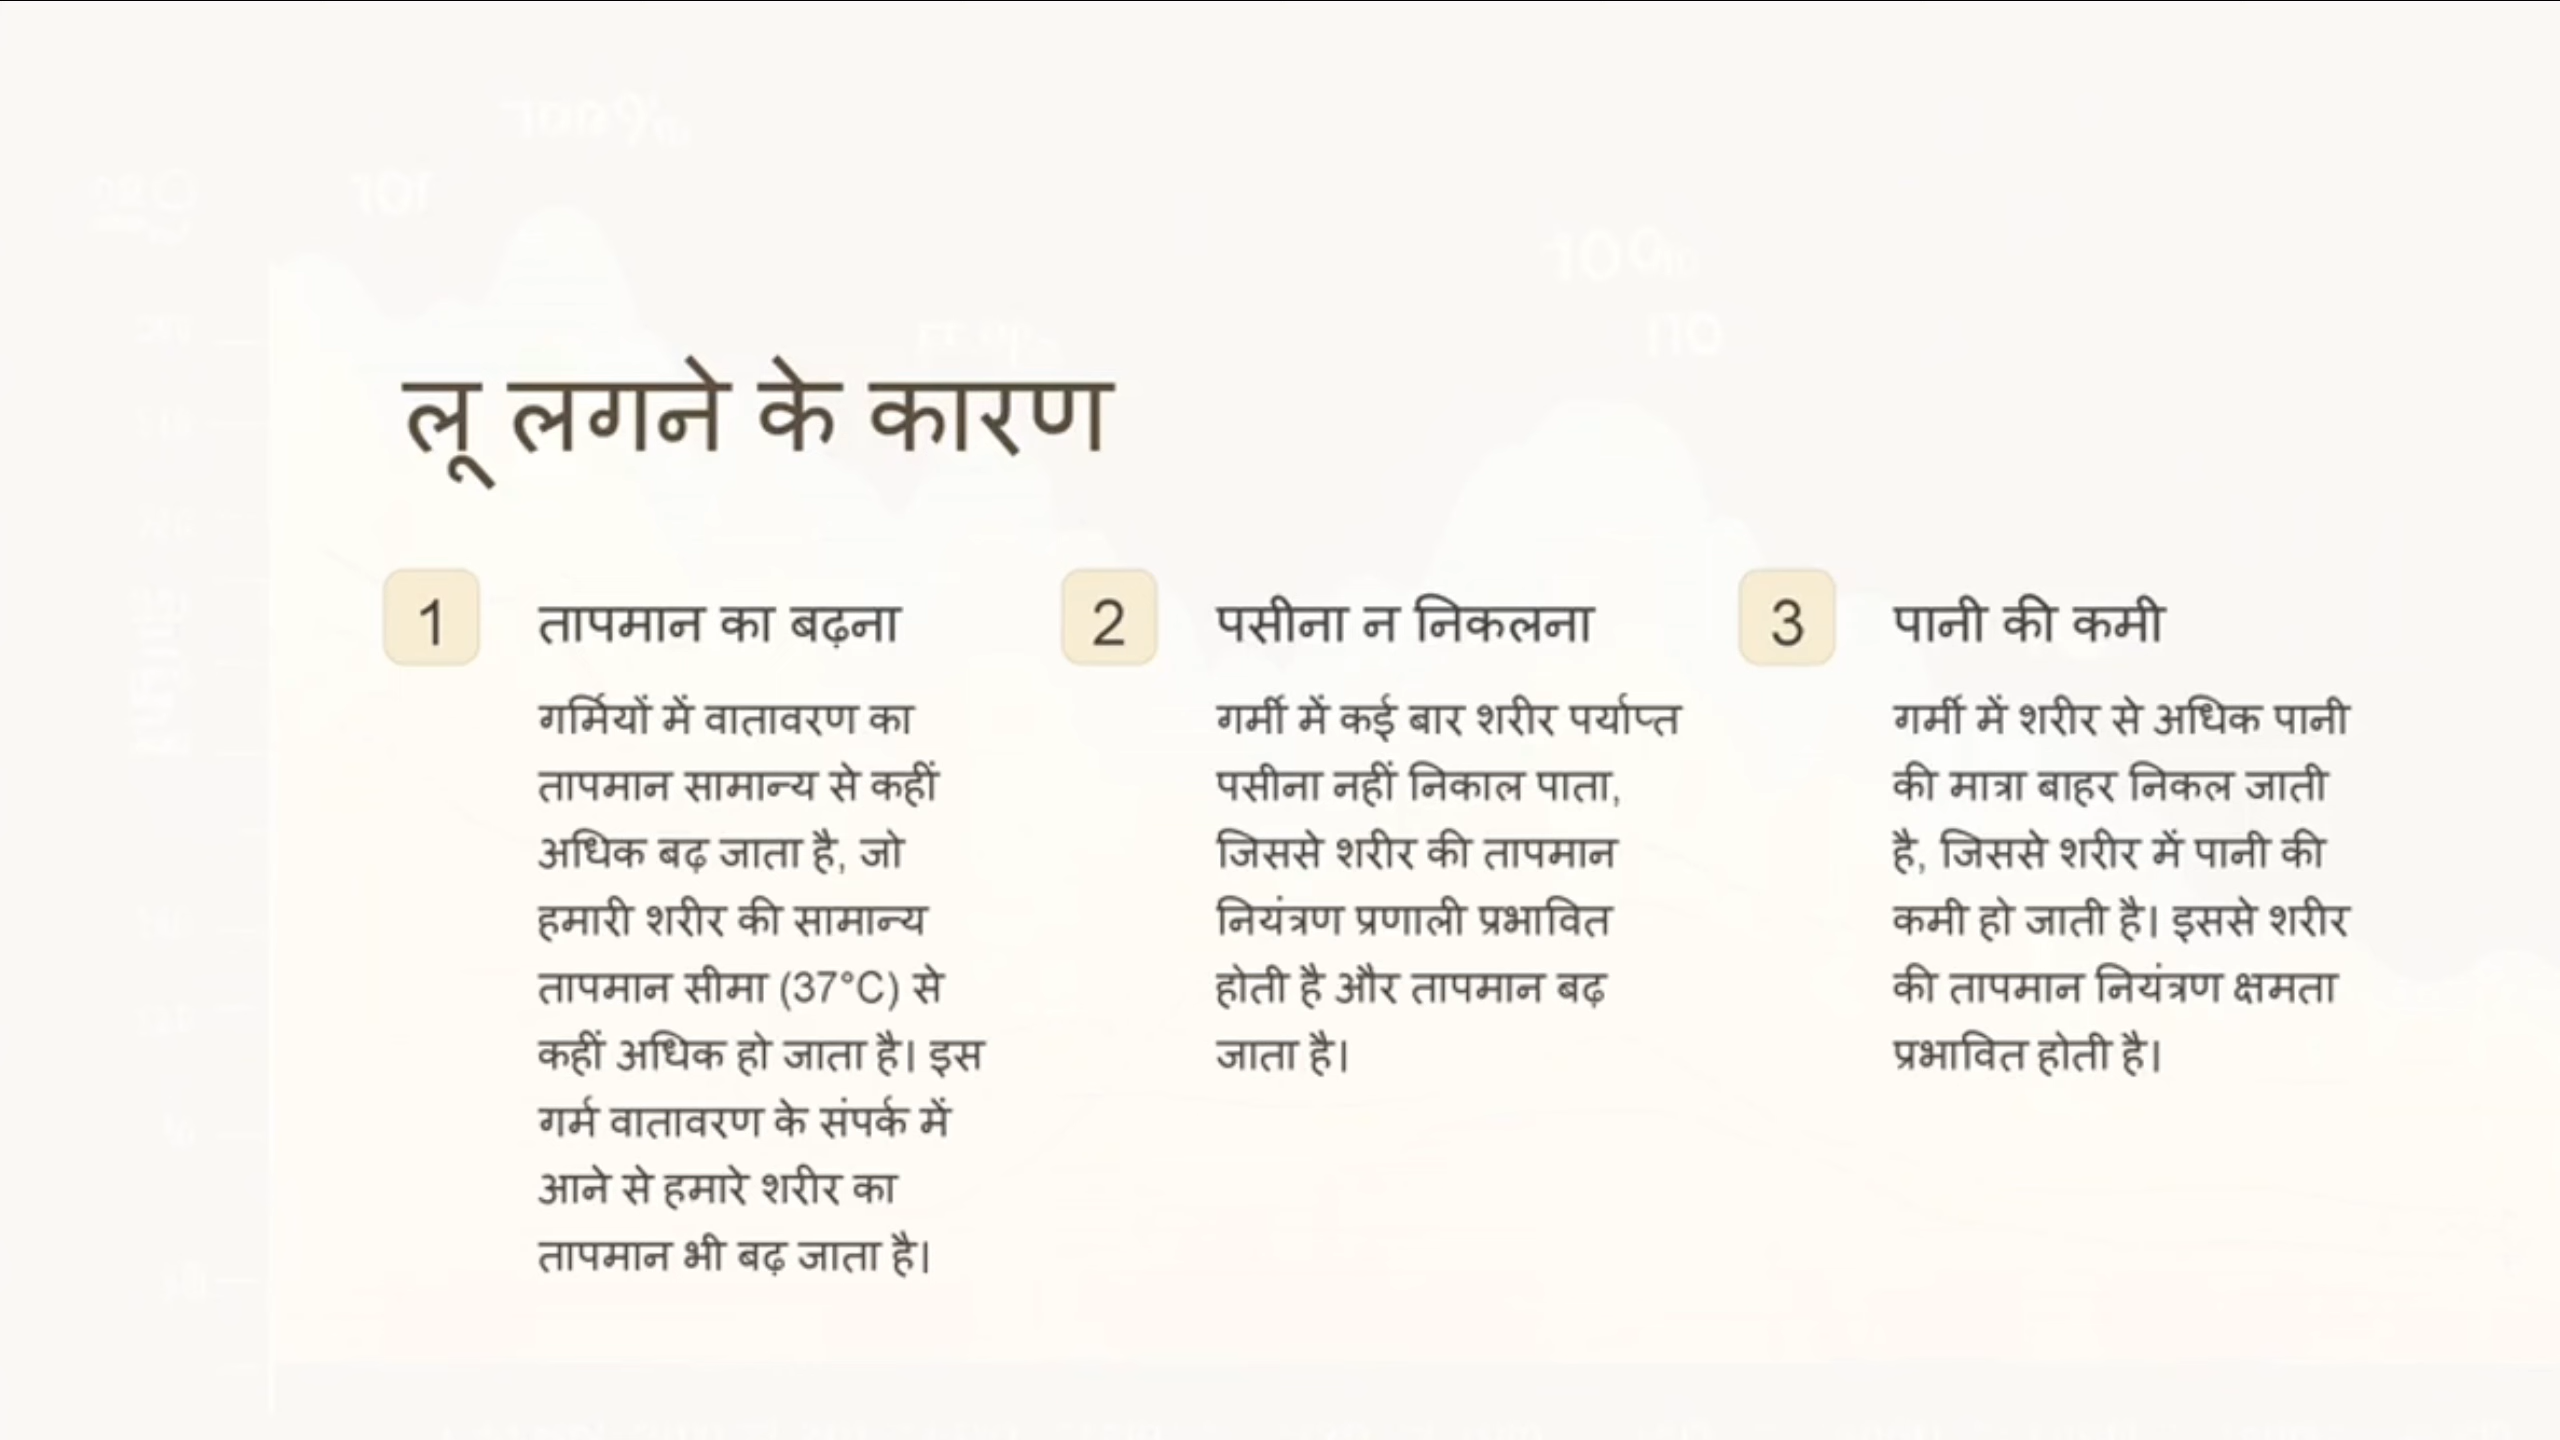 लू लगने के कारण
1
तापमान का बढ़ना
गर्मियों में वातावरण का
तापमान सामान्य से कहीं
अधिक बढ़ जाता है, जो
हमारी शरीर की सामान्य
तापमान सीमा (37°C) से
कहीं अधिक हो जाता है। इस
गर्म वातावरण के संपर्क में
आने से हमारे शरीर का
तापमान भी बढ़ जाता है।
2
पसीना न निकलना
गर्मी में कई बार शरीर पर्याप्त
पसीना नहीं निकाल पाता,
जिससे शरीर की तापमान
नियंत्रण प्रणाली प्रभावित
होती है और तापमान बढ़
जाता है।
3
पानी की कमी
गर्मी में शरीर से अधिक पानी
की मात्रा बाहर निकल जाती
है, जिससे शरीर में पानी की
कमी हो जाती है। इससे शरीर
की तापमान नियंत्रण क्षमता
प्रभावित होती है।